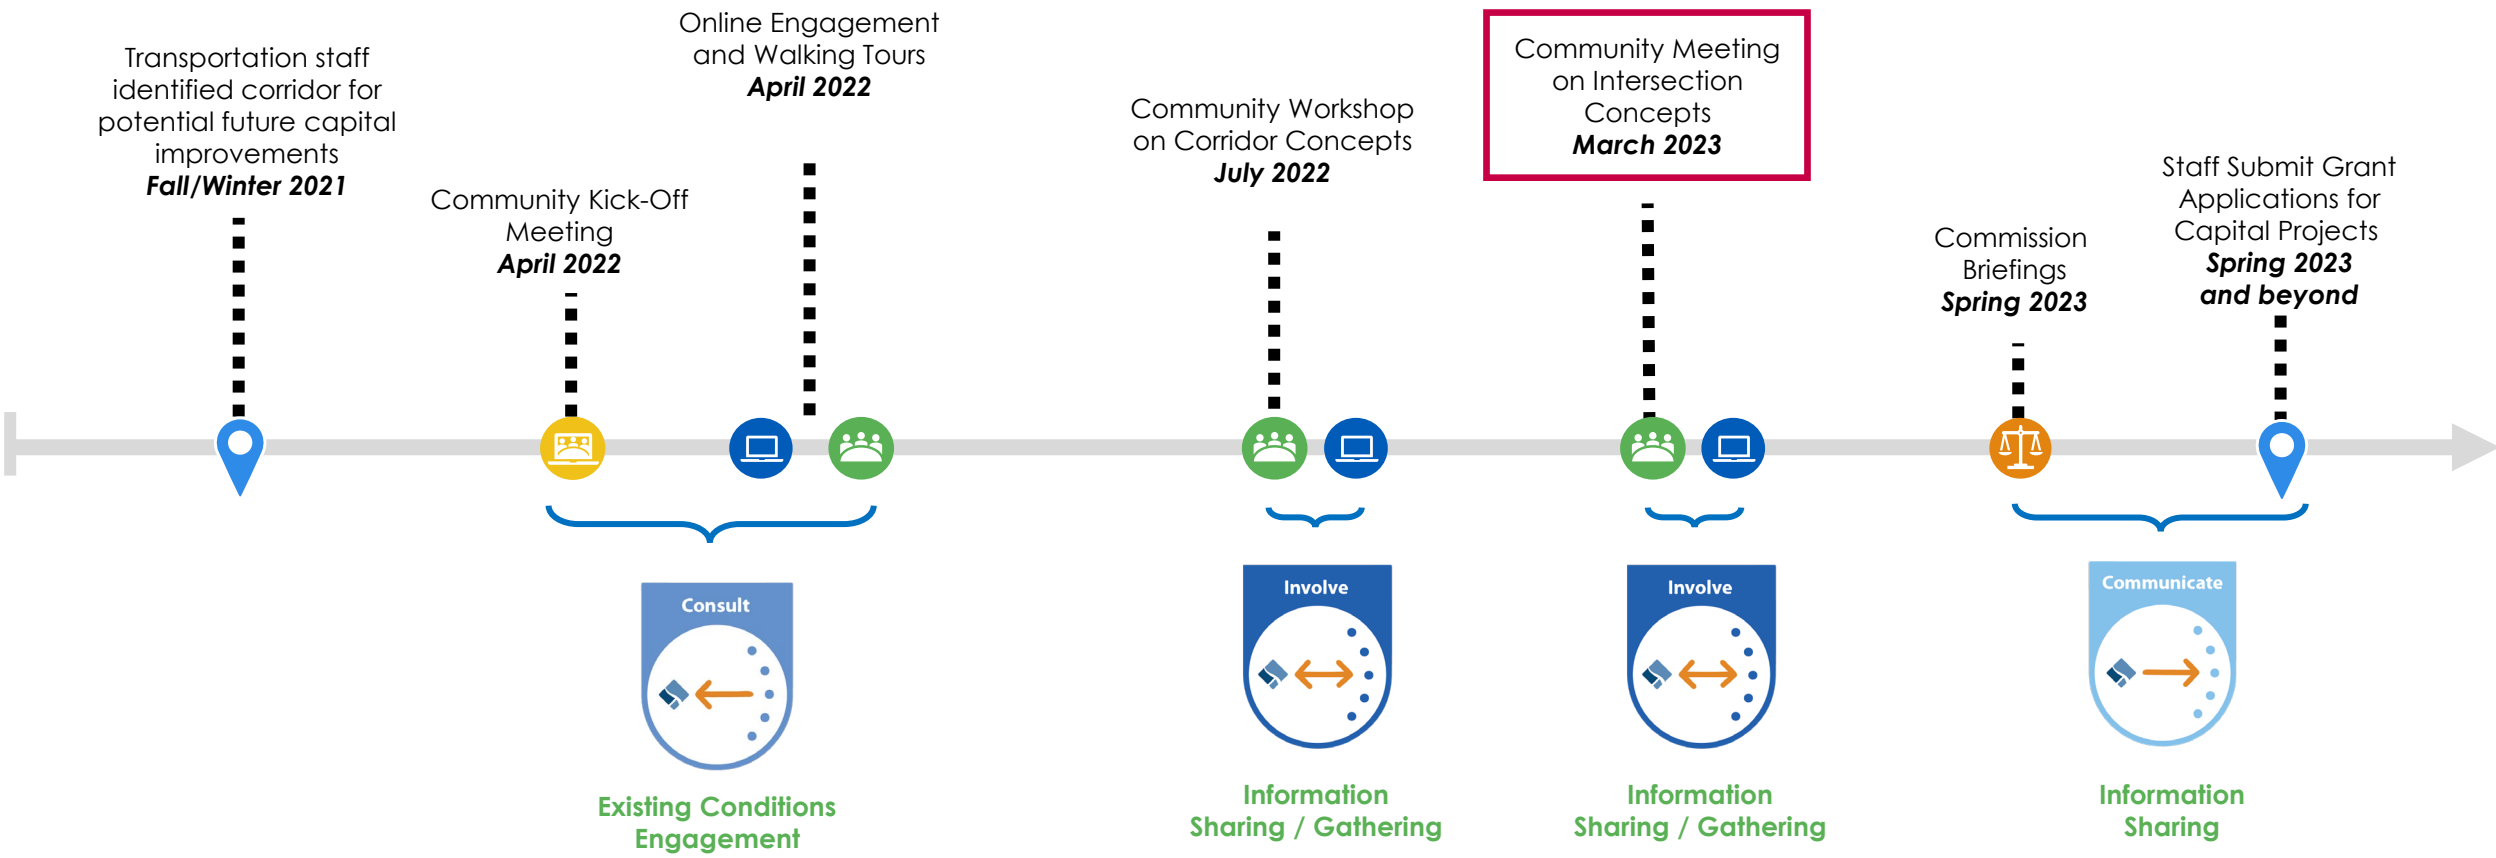 Transportation staff
identified corridor for
potential future capital
improvements
Fall/Winter 2021
Community Kick-Off
Meeting
April 2022
Online Engagement
and Walking Tours
April 2022
Community Workshop
on Corridor Concepts
July 2022
Community Meeting
on Intersection
Concepts
March 2023
Commission
Briefings
Spring 2023
Staff Submit Grant
Applications for
Capital Projects
Spring 2023
and beyond
Consult
Existing Conditions
Engagement
Involve
Information
Sharing / Gathering
Involve
Information
Sharing / Gathering
Communicate
Information
Sharing